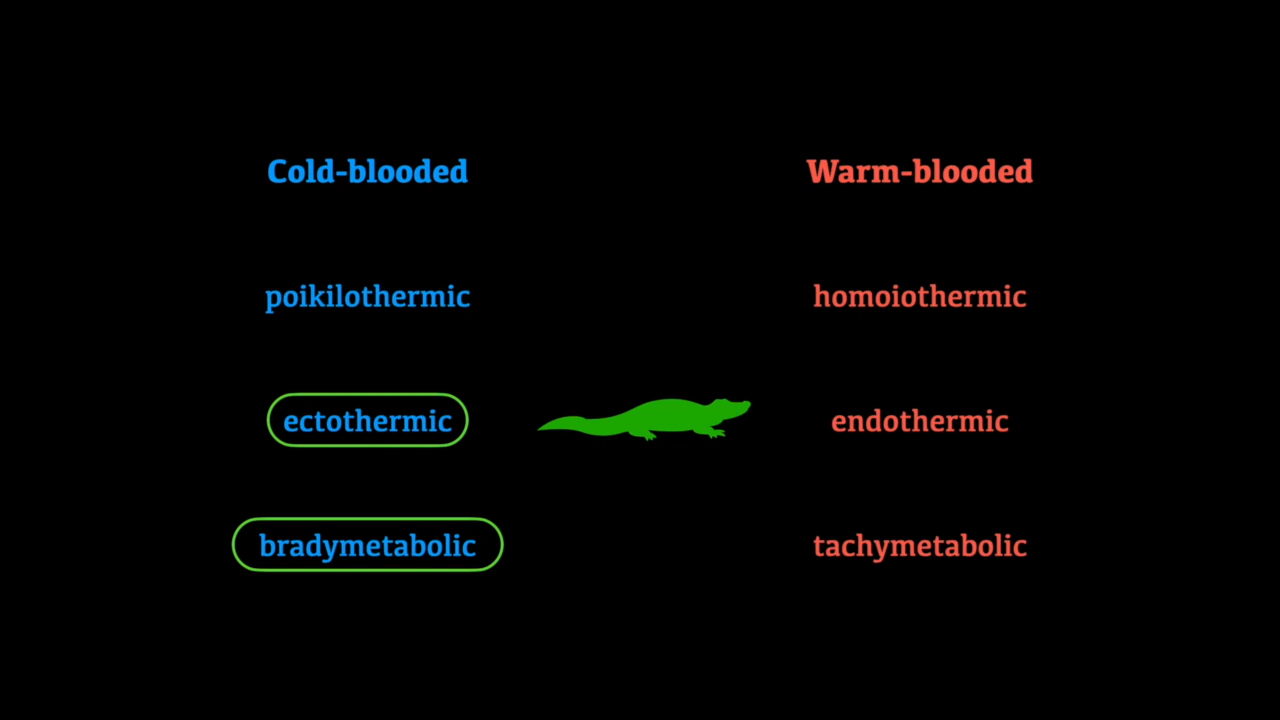 Cold-blooded
Warm-blooded
poikilothermic
homoiothermic
ectothermic
endothermic
bradymetabolic
tachymetabolic